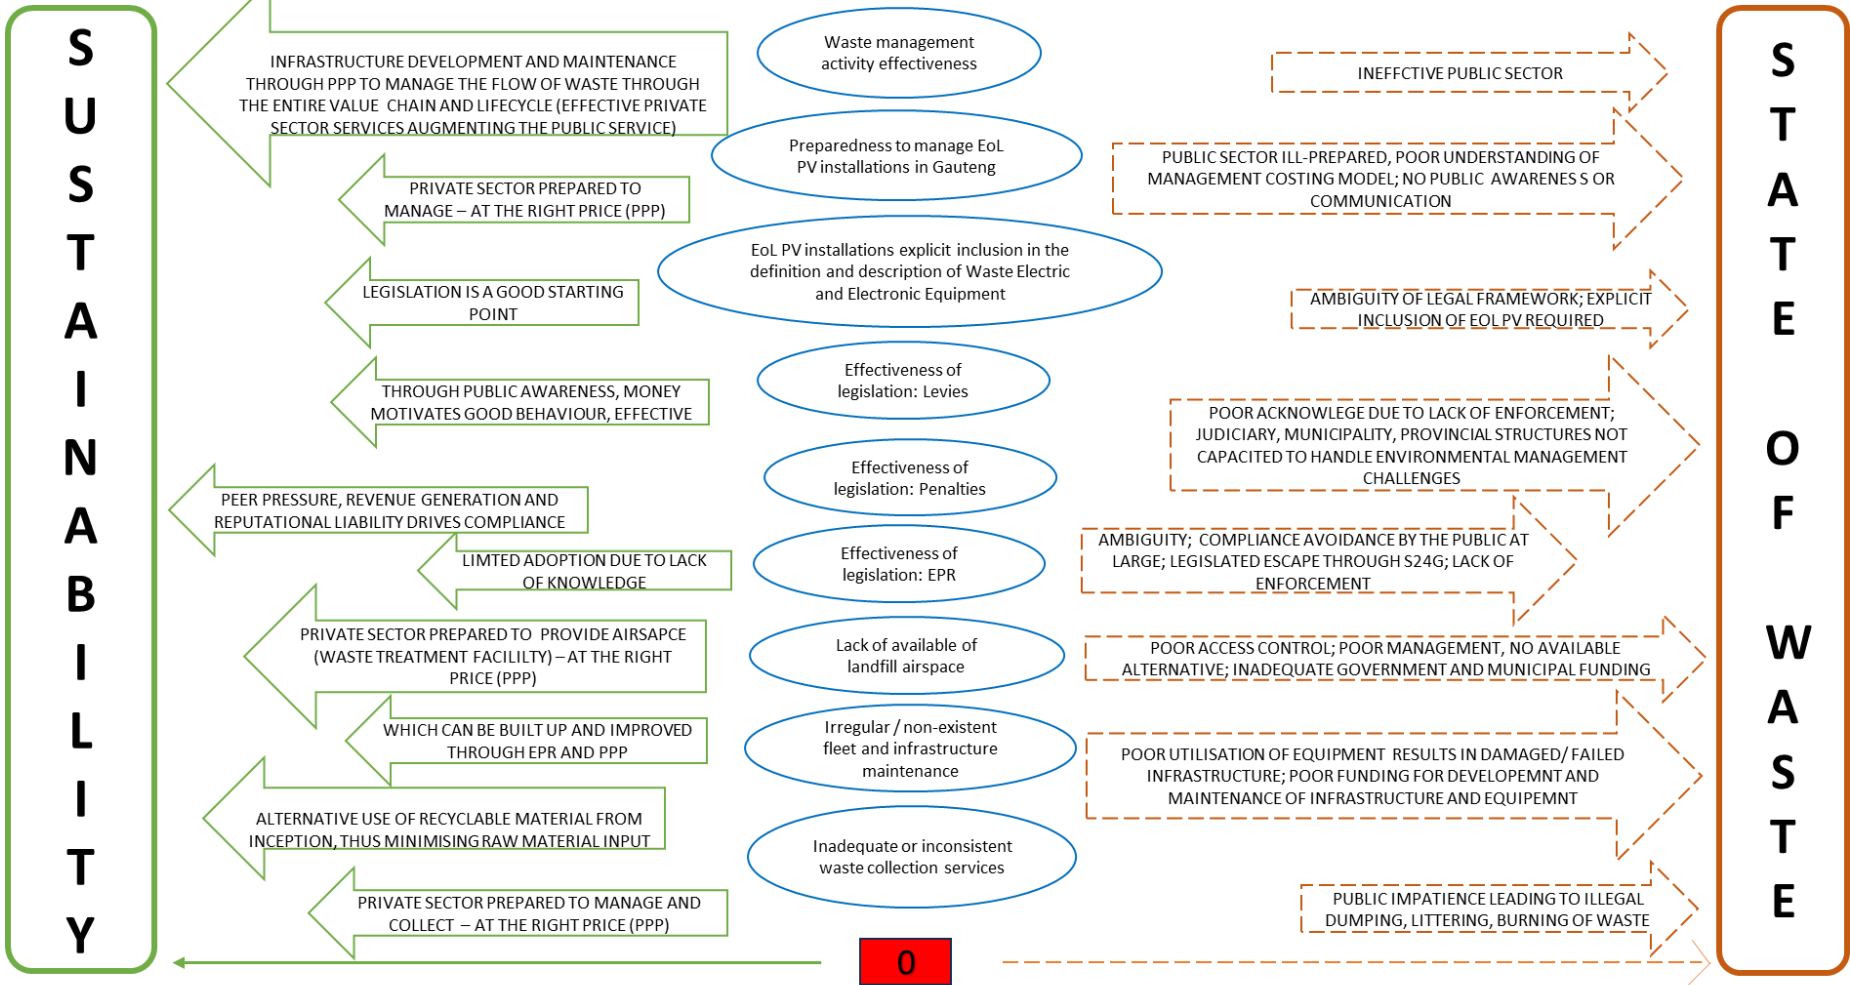 SUSTAINABILITY
INFRASTRUCTURE DEVELOPMENT AND MAINTENANCE
THROUGH PPP TO MANAGE THE FLOW OF WASTE THROUGH
THE ENTIRE VALUE CHAIN AND LIFECYCLE (EFFECTIVE PRIVATE
SECTOR SERVICES AUGMENTING THE PUBLIC SERVICE)
PRIVATE SECTOR PREPARED TO
MANAGE – AT THE RIGHT PRICE (PPP)
LEGISLATION IS A GOOD STARTING
POINT
THROUGH PUBLIC AWARENESS, MONEY
MOTIVATES GOOD BEHAVIOUR, EFFECTIVE
PEER PRESSURE, REVENUE GENERATION AND
REPUTATIONAL LIABILITY DRIVES COMPLIANCE
LIMTED ADOPTION DUE TO LACK
OF KNOWLEDGE
PRIVATE SECTOR PREPARED TO PROVIDE AIRSAPCE
(WASTE TREATMENT FACILILTY) – AT THE RIGHT
PRICE (PPP)
WHICH CAN BE BUILT UP AND IMPROVED
THROUGH EPR AND PPP
ALTERNATIVE USE OF RECYCLABLE MATERIAL FROM
INCEPTION, THUS MINIMISING RAW MATERIAL INPUT
PRIVATE SECTOR PREPARED TO MANAGE AND
COLLECT – AT THE RIGHT PRICE (PPP)
Waste management
activity effectiveness
Preparedness to manage EoL
PV installations in Gauteng
EoL PV installations explicit inclusion in the
definition and description of Waste Electric
and Electronic Equipment
Effectiveness of
legislation: Levies
Effectiveness of
legislation: Penalties
Effectiveness of
legislation: EPR
Lack of available of
landfill airspace
Irregular / non-existent
fleet and infrastructure
maintenance
Inadequate or inconsistent
waste collection services
0
INEFFCTIVE PUBLIC SECTOR
PUBLIC SECTOR ILL-PREPARED, POOR UNDERSTANDING OF
MANAGEMENT COSTING MODEL; NO PUBLIC AWARENES S OR
COMMUNICATION
AMBIGUITY OF LEGAL FRAMEWORK; EXPLICIT
INCLUSION OF EOL PV REQUIRED
POOR ACKNOWLEGE DUE TO LACK OF ENFORCEMENT;
JUDICIARY, MUNICIPALITY, PROVINCIAL STRUCTURES NOT
CAPACITED TO HANDLE ENVIRONMENTAL MANAGEMENT
CHALLENGES
AMBIGUITY; COMPLIANCE AVOIDANCE BY THE PUBLIC AT
LARGE; LEGISLATED ESCAPE THROUGH S24G; LACK OF
ENFORCEMENT
POOR ACCESS CONTROL; POOR MANAGEMENT, NO AVAILABLE
ALTERNATIVE; INADEQUATE GOVERNMENT AND MUNICIPAL FUNDING
POOR UTILISATION OF EQUIPMENT RESULTS IN DAMAGED/ FAILED
INFRASTRUCTURE; POOR FUNDING FOR DEVELOPEMNT AND
MAINTENANCE OF INFRASTRUCTURE AND EQUIPEMNT
PUBLIC IMPATIENCE LEADING TO ILLEGAL
DUMPING, LITTERING, BURNING OF WASTE
STATE OF WASTE